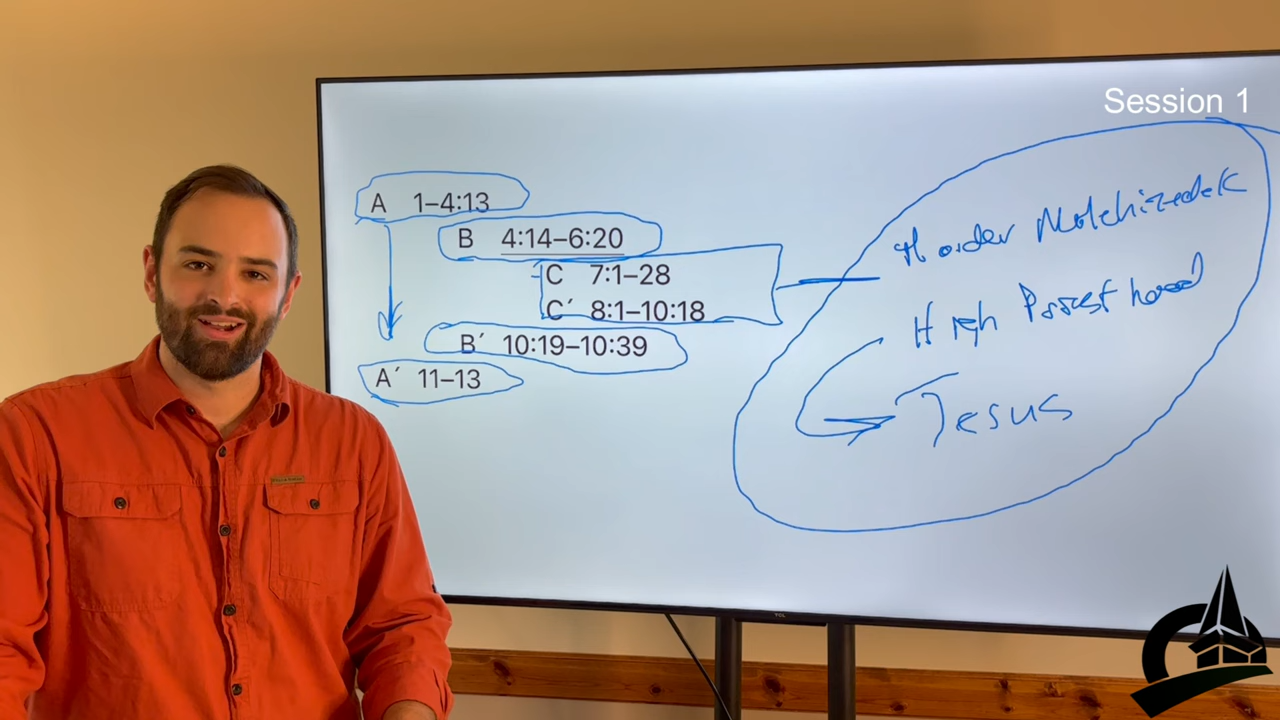 Session 1
A 1–4:13
B 4:14–6:20
C 7:1–28
C′ 8:1–10:18
B′ 10:19–10:39
A′ 11–13
order Melchizedek
High Priesthood
Jesus
TCL